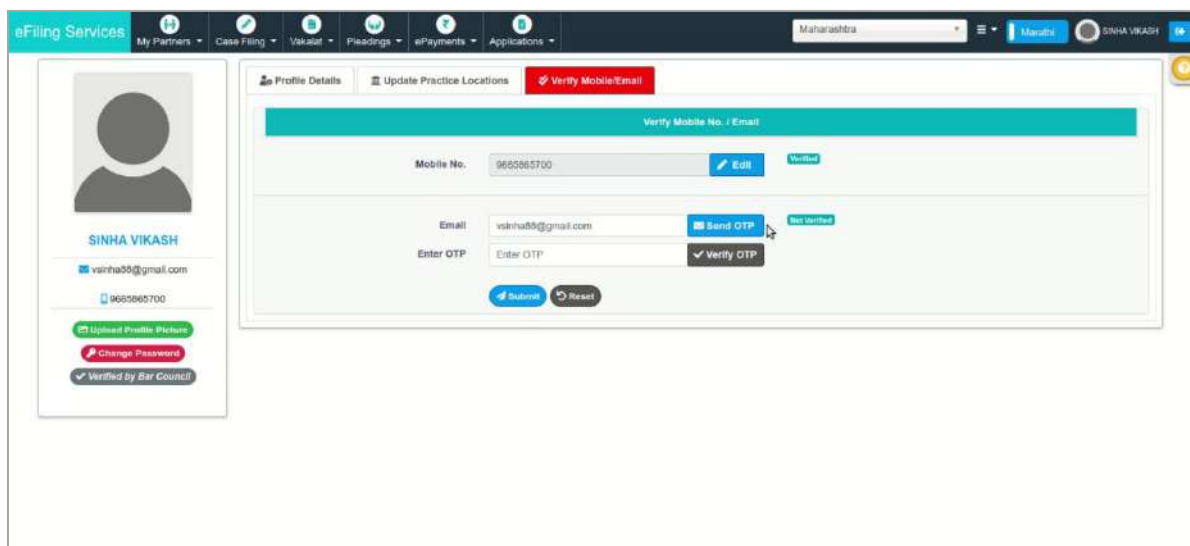 eFiling Services
My Partners Case Filing Vakalat Pleadings ePayments Applications
Maharashtra
Marathi
SINHA VIKASH
Profile Details
Update Practice Locations
Verify Mobile/Email
Verify Mobile No. / Email
Mobile No. 9665865700 Edit Verified
Email vsinha88@gmail.com Send OTP Not Verified
Enter OTP Enter OTP Verify OTP
Submit Reset
SINHA VIKASH
vsinha88@gmail.com
9665865700
Upload Profile Picture
Change Password
Verified by Bar Council